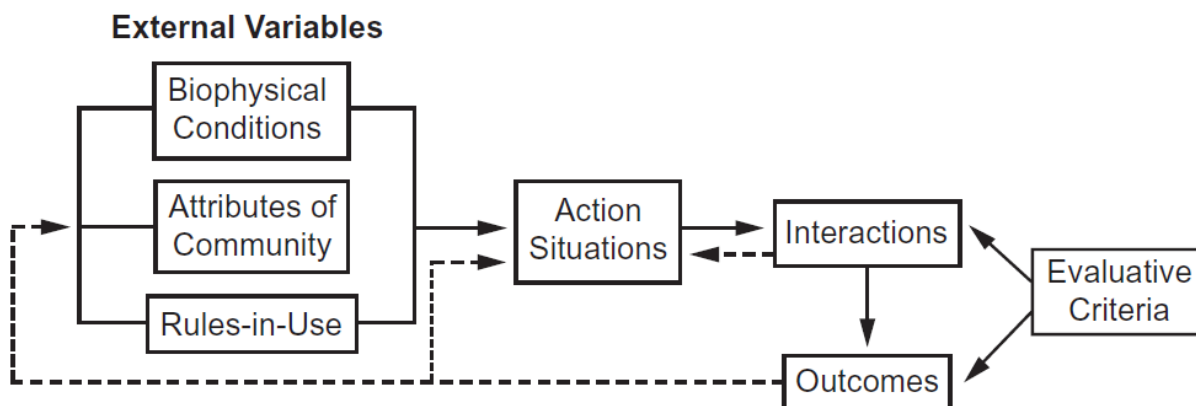 External Variables
Biophysical
Conditions
Attributes of
Community
Rules-in-Use
Action
Situations
Interactions
Outcomes
Evaluative
Criteria